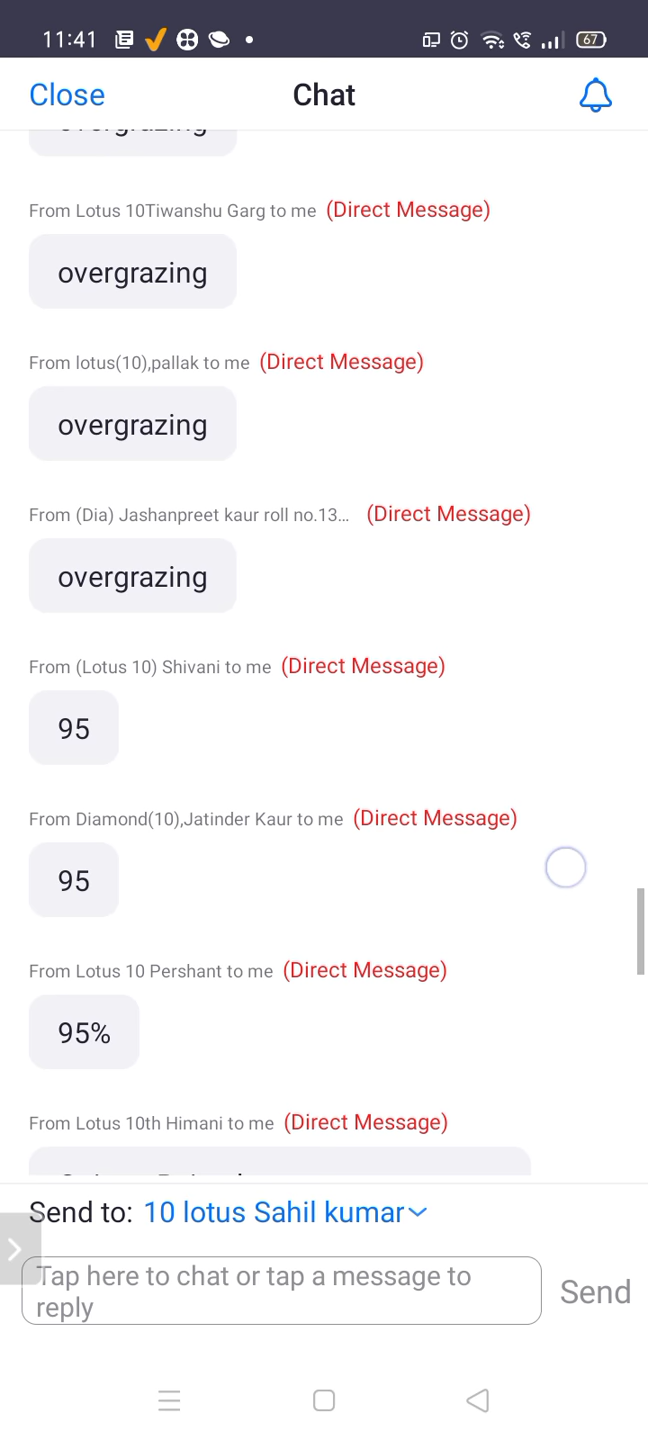 11:41
67
Close
Chat
overgrazing
From Lotus 10Tiwanshu Garg to me (Direct Message)
overgrazing
From lotus(10),pallak to me (Direct Message)
overgrazing
From (Dia) Jashanpreet kaur roll no.13... (Direct Message)
overgrazing
From (Lotus 10) Shivani to me (Direct Message)
95
From Diamond(10),Jatinder Kaur to me (Direct Message)
95
From Lotus 10 Pershant to me (Direct Message)
95%
From Lotus 10th Himani to me (Direct Message)
Send to: 10 lotus Sahil kumar
Tap here to chat or tap a message to
reply
Send